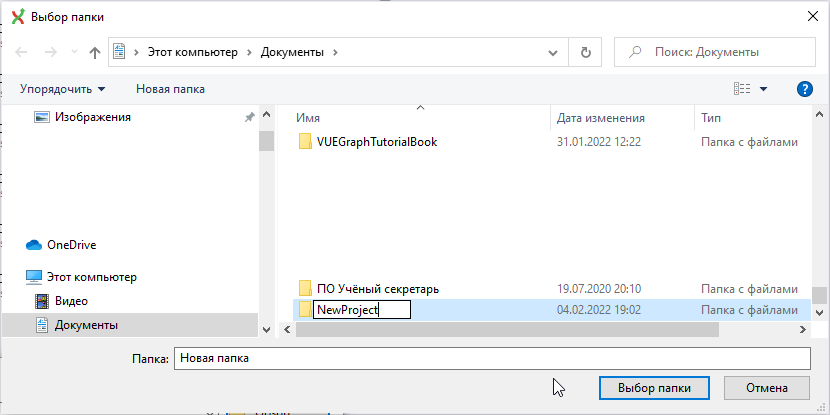 Выбор папки
Этот компьютер > Документы >
Поиск: Документы
Упорядочить
Новая папка
?
Изображения
OneDrive
Этот компьютер
Видео
Документы
Имя Дата изменения Тип
VUEGraphTutorialBook 31.01.2022 12:22 Папка с файлами
ПО Учёный секретарь 19.07.2020 20:10 Папка с файлами
NewProject 04.02.2022 19:02 Папка с файлами
Папка: Новая папка
Выбор папки Отмена